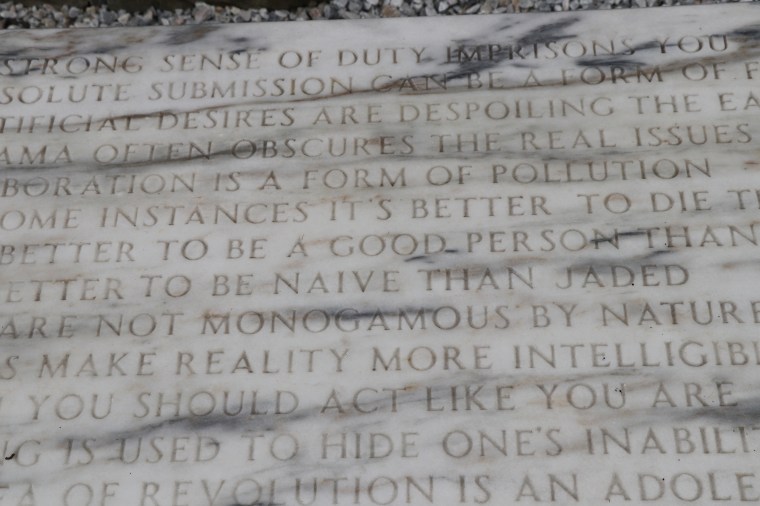 STRONG SENSE OF DUTY IMPRISONS YOU
SOLUTE SUBMISSION CAN BE A FORM OF F
TIFICIAL DESIRES ARE DESPOILING THE EA
AMA OFTEN OBSCURES THE REAL ISSUES
BORATION IS A FORM OF POLLUTION
OME INSTANCES IT'S BETTER TO DIE T
BETTER TO BE A GOOD PERSON THAN
ETTER TO BE NAIVE THAN JADED
ARE NOT MONOGAMOUS BY NATURE
S MAKE REALITY MORE INTELLIGIB
YOU SHOULD ACT LIKE YOU ARE
G IS USED TO HIDE ONE'S INABILI
A OF REVOLUTION IS AN ADOLE